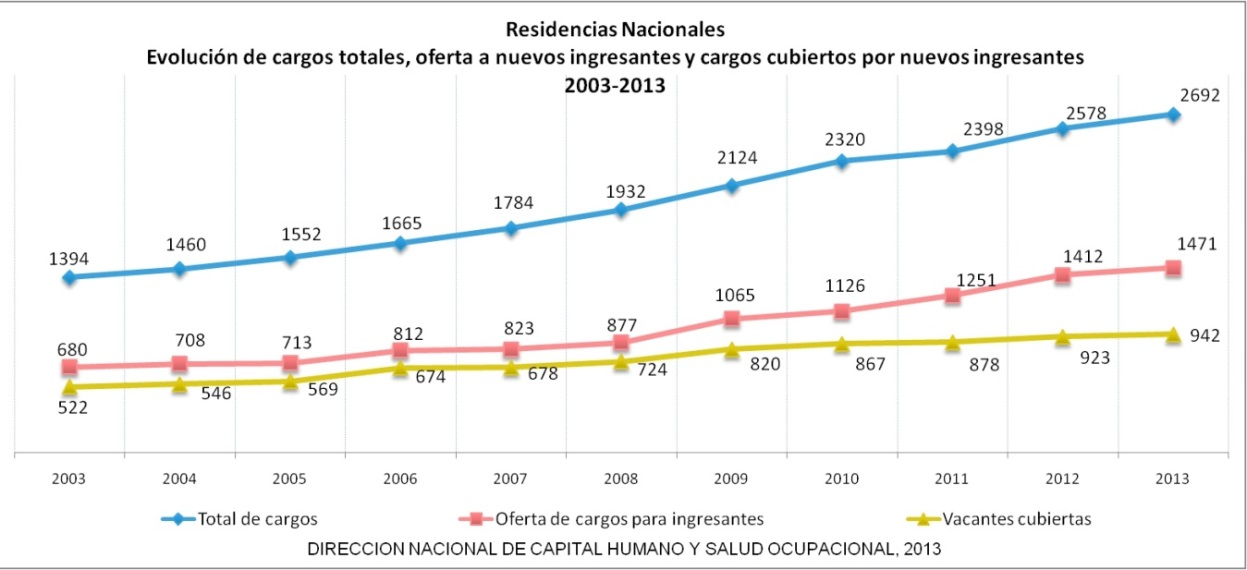 Residencias Nacionales
Evolución de cargos totales, oferta a nuevos ingresantes y cargos cubiertos por nuevos ingresantes
2003-2013
1394 1460 1552 1665 1784 1932 2124 2320 2398 2578 2692
680 708 713 812 823 877 1065 1126 1251 1412 1471
522 546 569 674 678 724 820 867 878 923 942
2003 2004 2005 2006 2007 2008 2009 2010 2011 2012 2013
Total de cargos Oferta de cargos para ingresantes Vacantes cubiertas
DIRECCION NACIONAL DE CAPITAL HUMANO Y SALUD OCUPACIONAL, 2013